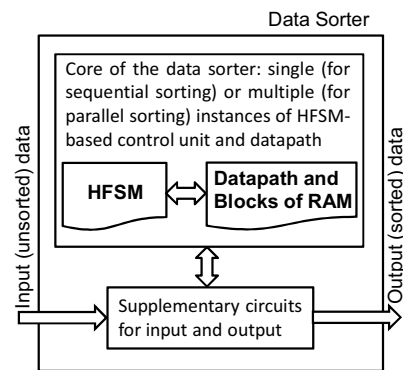 Data Sorter
Core of the data sorter: single (for
sequential sorting) or multiple (for
parallel sorting) instances of HFSM-
based control unit and datapath
HFSM
Datapath and
Blocks of RAM
Input (unsorted) data
Supplementary circuits
for input and output
Output (sorted) data